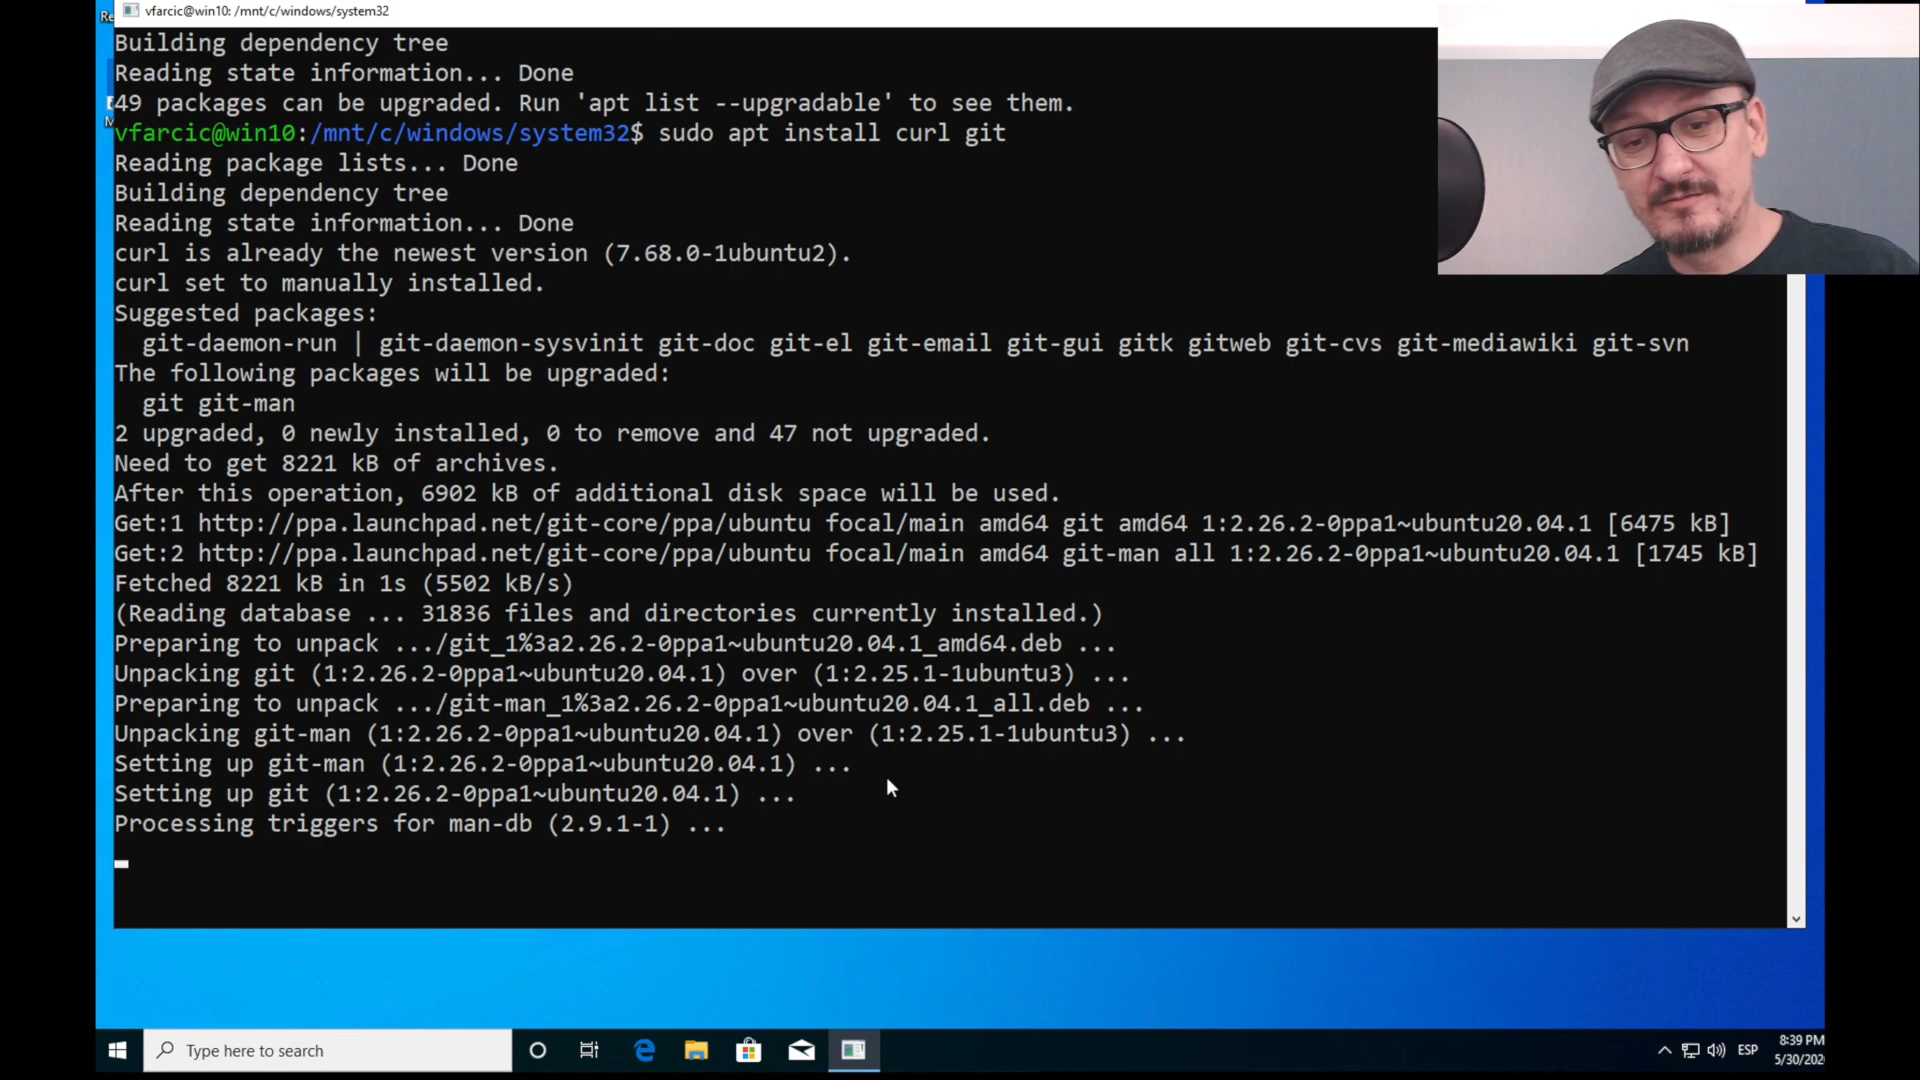 vfarcic@win10: /mnt/c/windows/system32
Building dependency tree
Reading state information... Done
49 packages can be upgraded. Run 'apt list --upgradable' to see them.
vfarcic@win10:/mnt/c/windows/system32$ sudo apt install curl git
Reading package lists... Done
Building dependency tree
Reading state information... Done
curl is already the newest version (7.68.0-1ubuntu2).
curl set to manually installed.
Suggested packages:
git-daemon-run | git-daemon-sysvinit git-doc git-el git-email git-gui gitk gitweb git-cvs git-mediawiki git-svn
The following packages will be upgraded:
git git-man
2 upgraded, 0 newly installed, 0 to remove and 47 not upgraded.
Need to get 8221 kB of archives.
After this operation, 6902 kB of additional disk space will be used.
Get:1 http://ppa.launchpad.net/git-core/ppa/ubuntu focal/main amd64 git amd64 1:2.26.2-0ppa1~ubuntu20.04.1 [6475 kB]
Get:2 http://ppa.launchpad.net/git-core/ppa/ubuntu focal/main amd64 git-man all 1:2.26.2-0ppa1~ubuntu20.04.1 [1745 kB]
Fetched 8221 kB in 1s (5502 kB/s)
(Reading database ... 31836 files and directories currently installed.)
Preparing to unpack .../git_1%3a2.26.2-0ppa1~ubuntu20.04.1_amd64.deb ...
Unpacking git (1:2.26.2-0ppa1~ubuntu20.04.1) over (1:2.25.1-1ubuntu3) ...
Preparing to unpack .../git-man_1%3a2.26.2-0ppa1~ubuntu20.04.1_all.deb ...
Unpacking git-man (1:2.26.2-0ppa1~ubuntu20.04.1) over (1:2.25.1-1ubuntu3) ...
Setting up git-man (1:2.26.2-0ppa1~ubuntu20.04.1) ...
Setting up git (1:2.26.2-0ppa1~ubuntu20.04.1) ...
Processing triggers for man-db (2.9.1-1) ...
Type here to search
ESP
8:39 PM
5/30/202